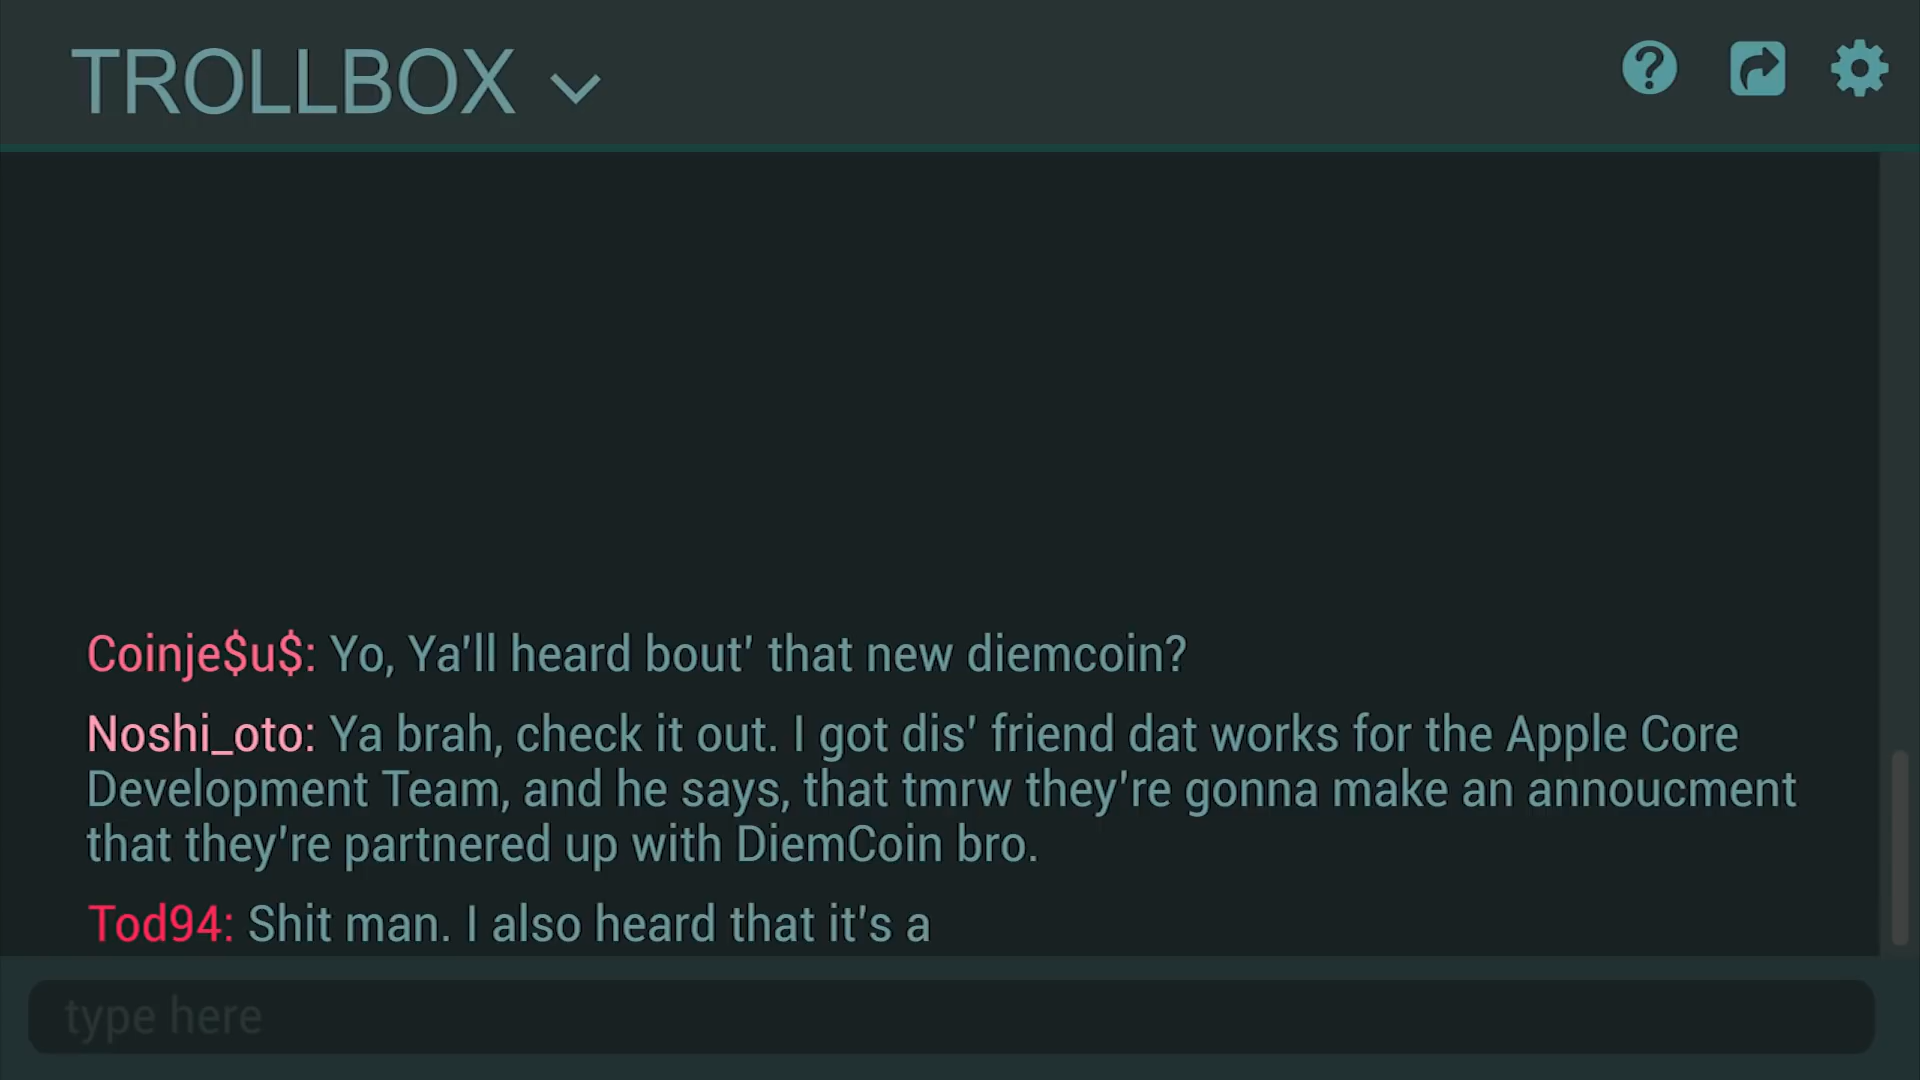 TROLLBOX
Coinje$u$: Yo, Ya'll heard bout' that new diemcoin?
Noshi_oto: Ya brah, check it out. I got dis' friend dat works for the Apple Core
Development Team, and he says, that tmrw they're gonna make an annoucment
that they're partnered up with DiemCoin bro.
Tod94: Shit man. I also heard that it's a
type here